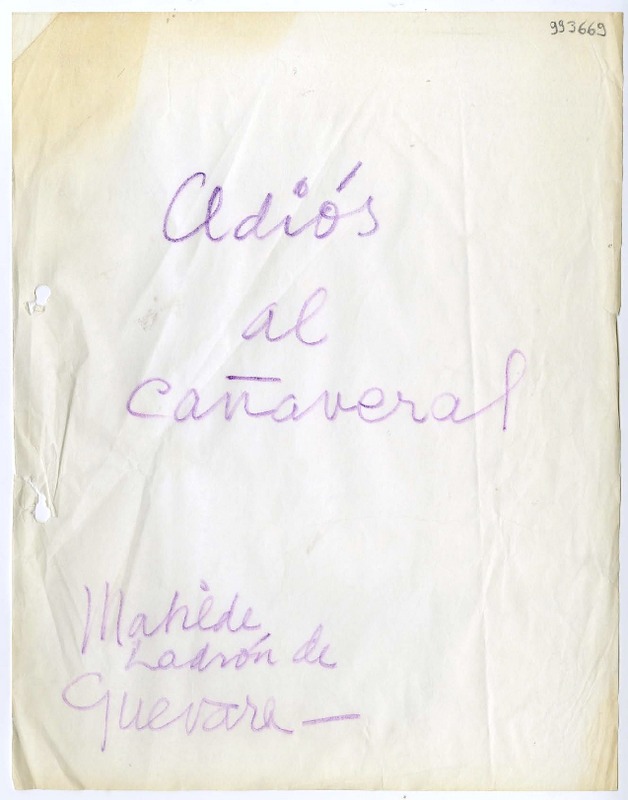 993669
Adiós
al
cañaveral
Matilde
Ladrón de
Guevara —